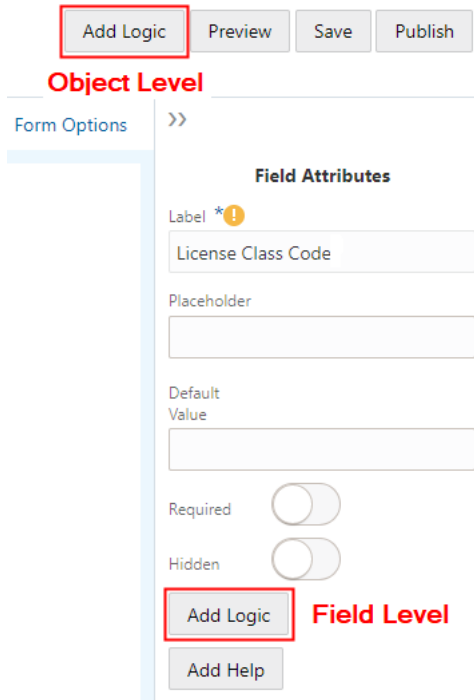 Add Logic Preview Save Publish
Object Level
Form Options
Field Attributes
Label *
License Class Code
Placeholder
Default
Value
Required
Hidden
Add Logic Field Level
Add Help